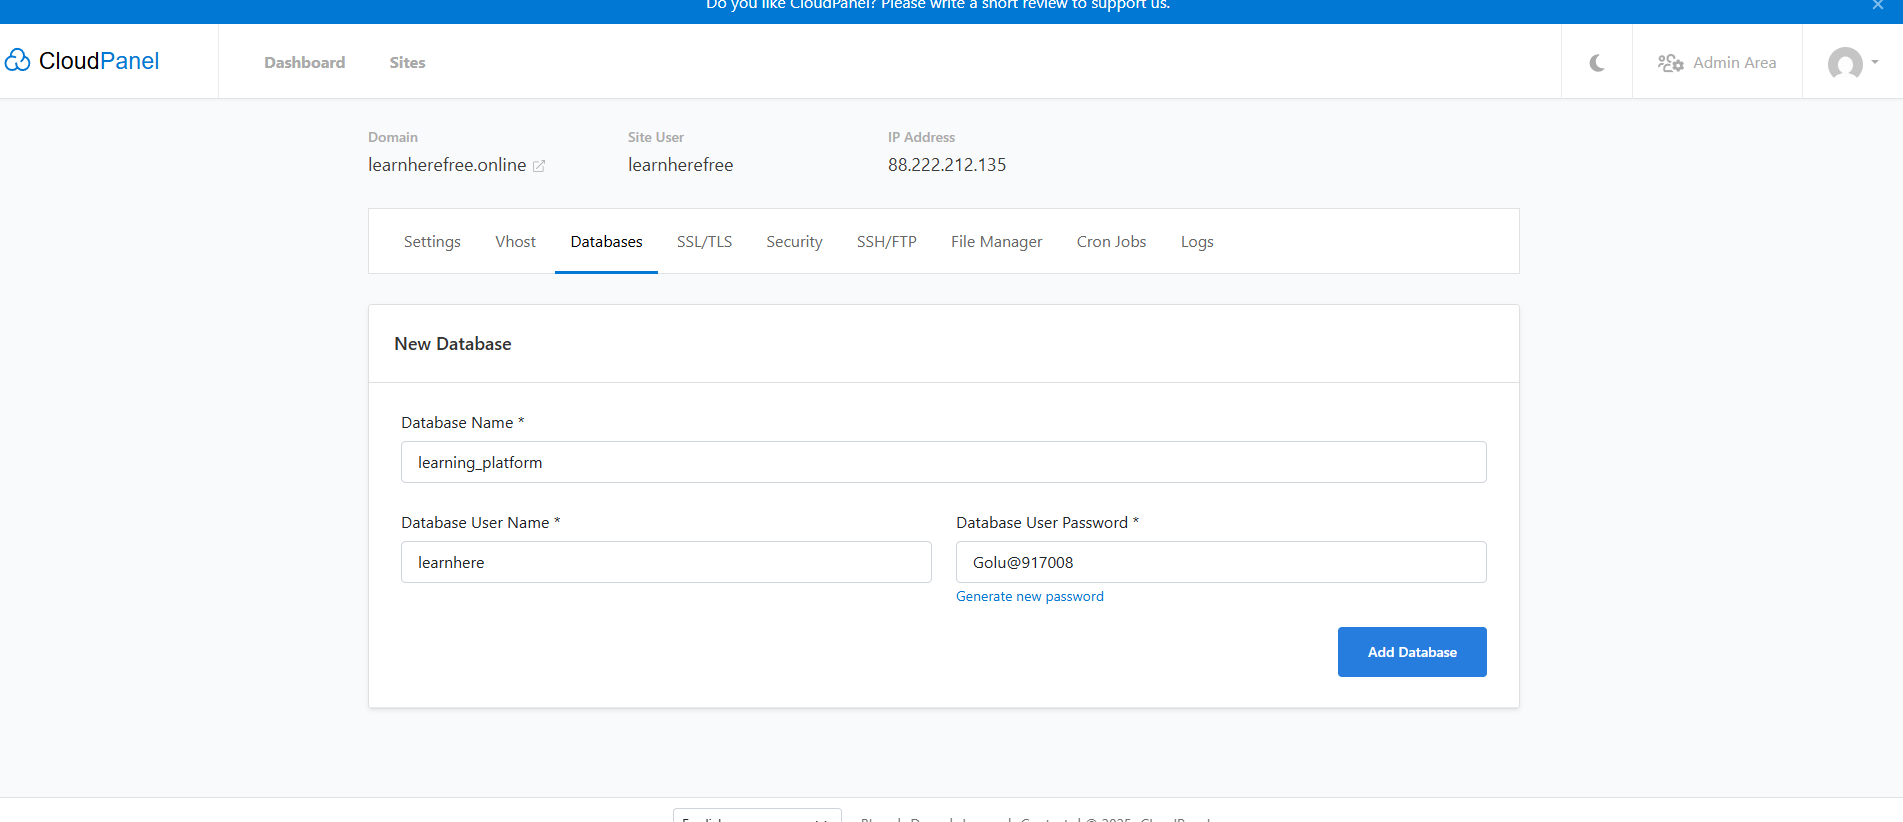 Do you like CloudPanel? Please write a short review to support us.
CloudPanel
Dashboard
Sites
Admin Area
Domain
Site User
IP Address
learnherefree.online
learnherefree
88.222.212.135
Settings
Vhost
Databases
SSL/TLS
Security
SSH/FTP
File Manager
Cron Jobs
Logs
New Database
Database Name *
learning_platform
Database User Name *
Database User Password *
learnhere
Golu@917008
Generate new password
Add Database